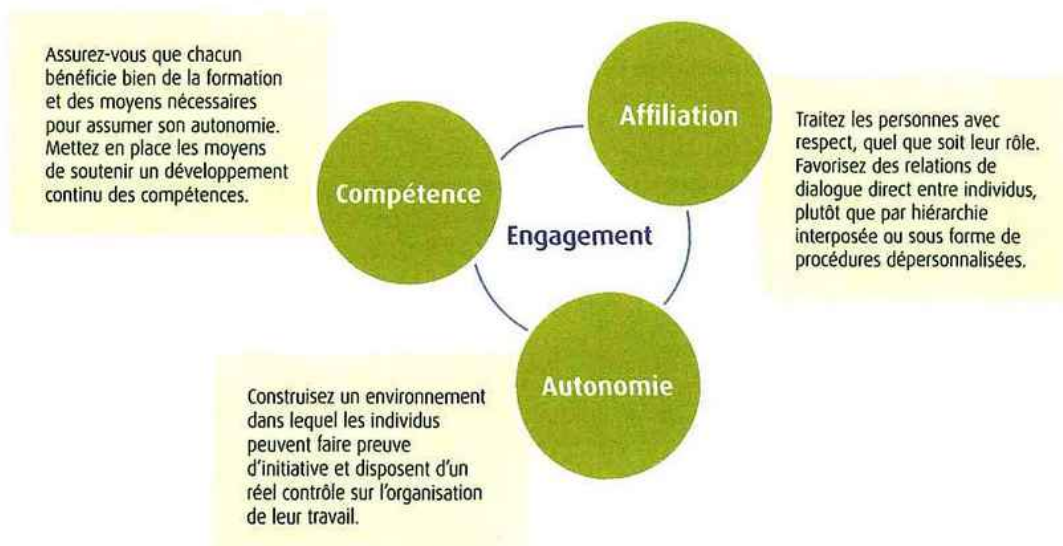 Assurez-vous que chacun
bénéficie bien de la formation
et des moyens nécessaires
pour assumer son autonomie.
Mettez en place les moyens
de soutenir un développement
continu des compétences.
Compétence
Affiliation
Traitez les personnes avec
respect, quel que soit leur rôle.
Favorisez des relations de
dialogue direct entre individus,
plutôt que par hiérarchie
interposée ou sous forme de
procédures dépersonnalisées.
Engagement
Autonomie
Construisez un environnement
dans lequel les individus
peuvent faire preuve
d'initiative et disposent d'un
réel contrôle sur l'organisation
de leur travail.